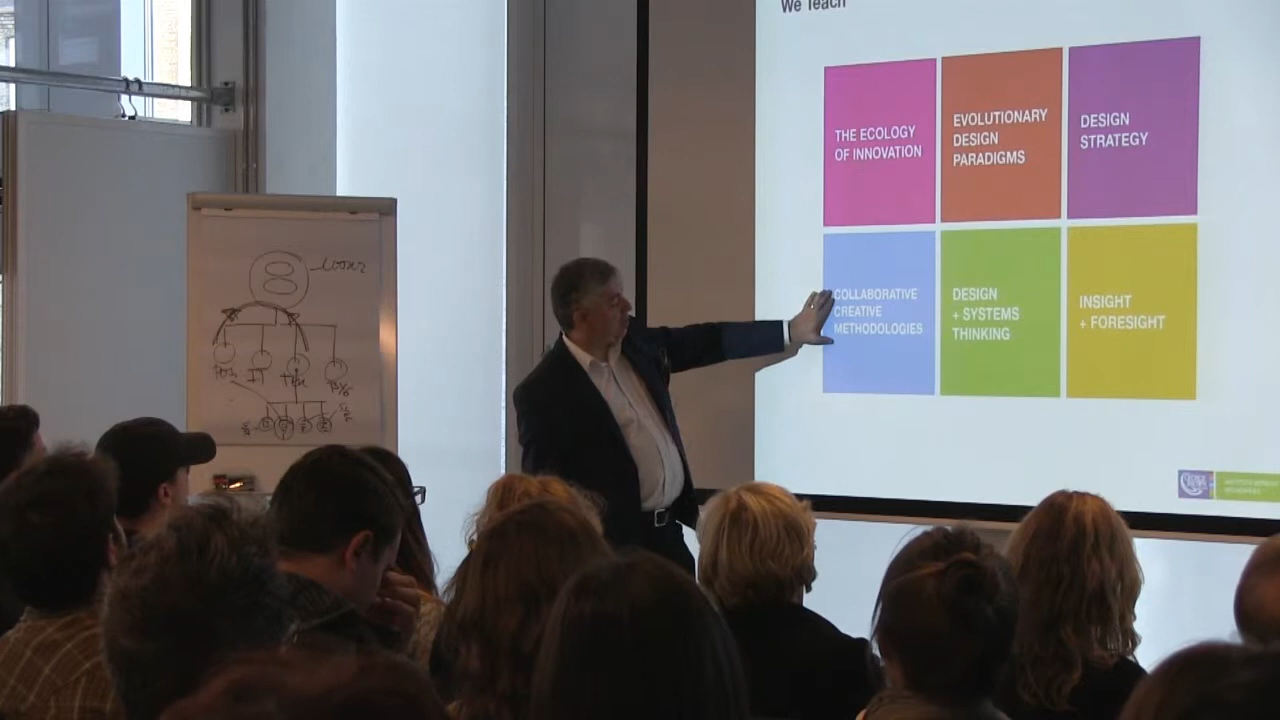 We Teach
THE ECOLOGY
OF INNOVATION
EVOLUTIONARY
DESIGN
PARADIGMS
DESIGN
STRATEGY
COLLABORATIVE
CREATIVE
METHODOLOGIES
DESIGN
+ SYSTEMS
THINKING
INSIGHT
+ FORESIGHT